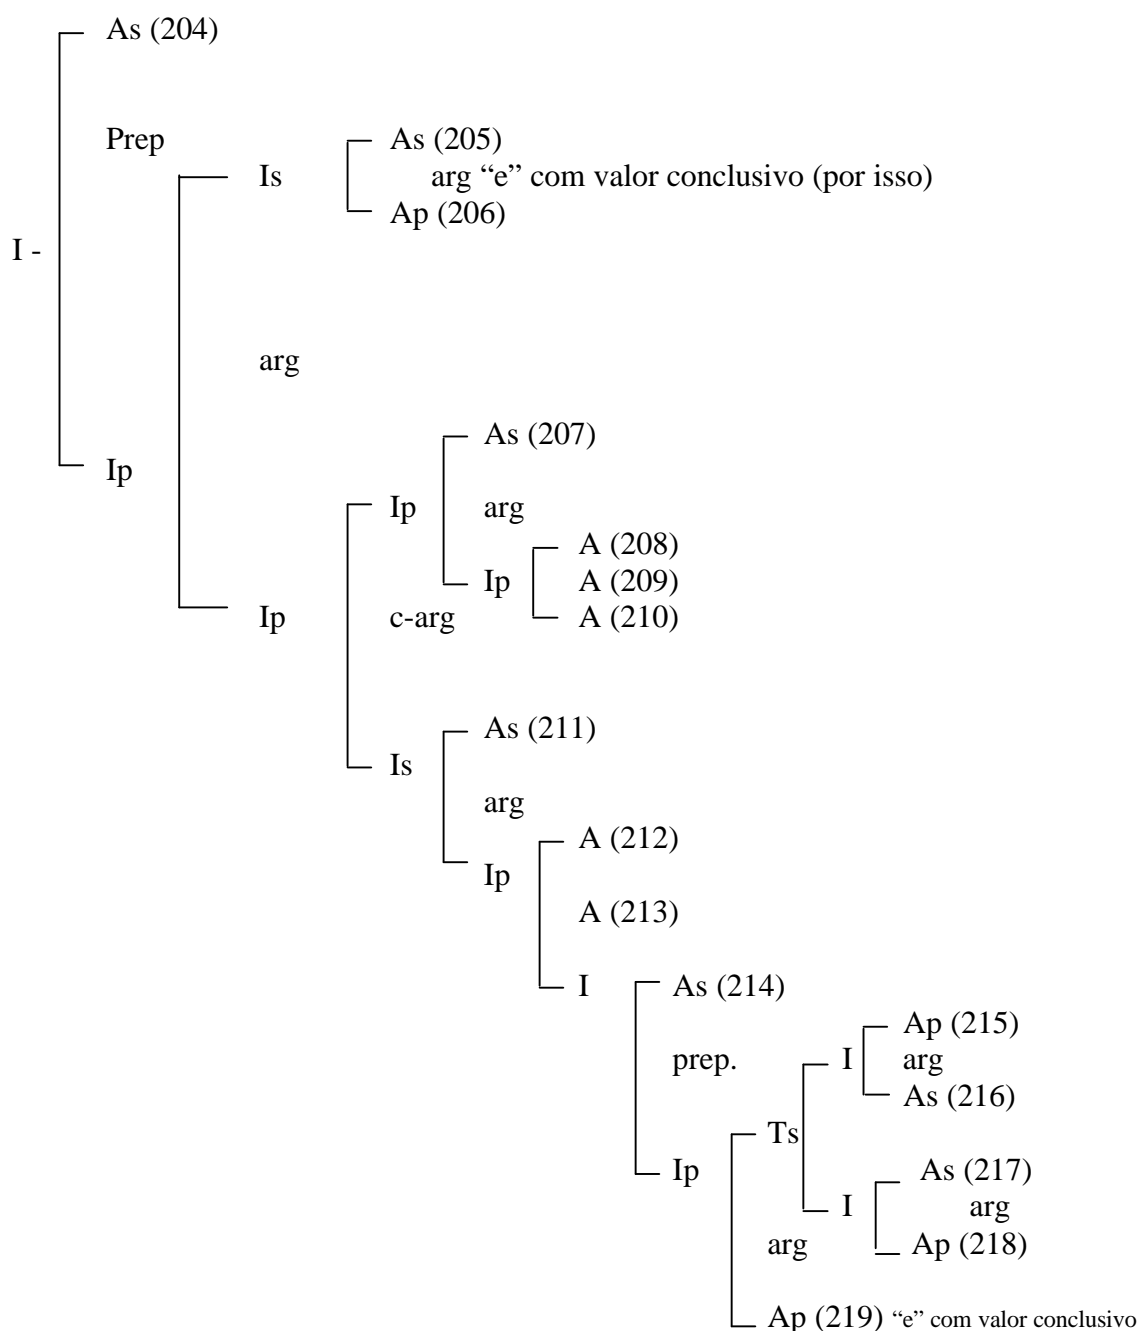 As (204)
Prep
As (205)
Is
arg “e” com valor conclusivo (por isso)
Ap (206)
I -
arg
As (207)
Ip
Ip
arg
A (208)
Ip
A (209)
Ip
c-arg
A (210)
As (211)
Is
arg
A (212)
Ip
A (213)
I
As (214)
Ap (215)
prep.
I
arg
As (216)
Ts
Ip
As (217)
I
arg
arg
Ap (218)
Ap (219) “e” com valor conclusivo